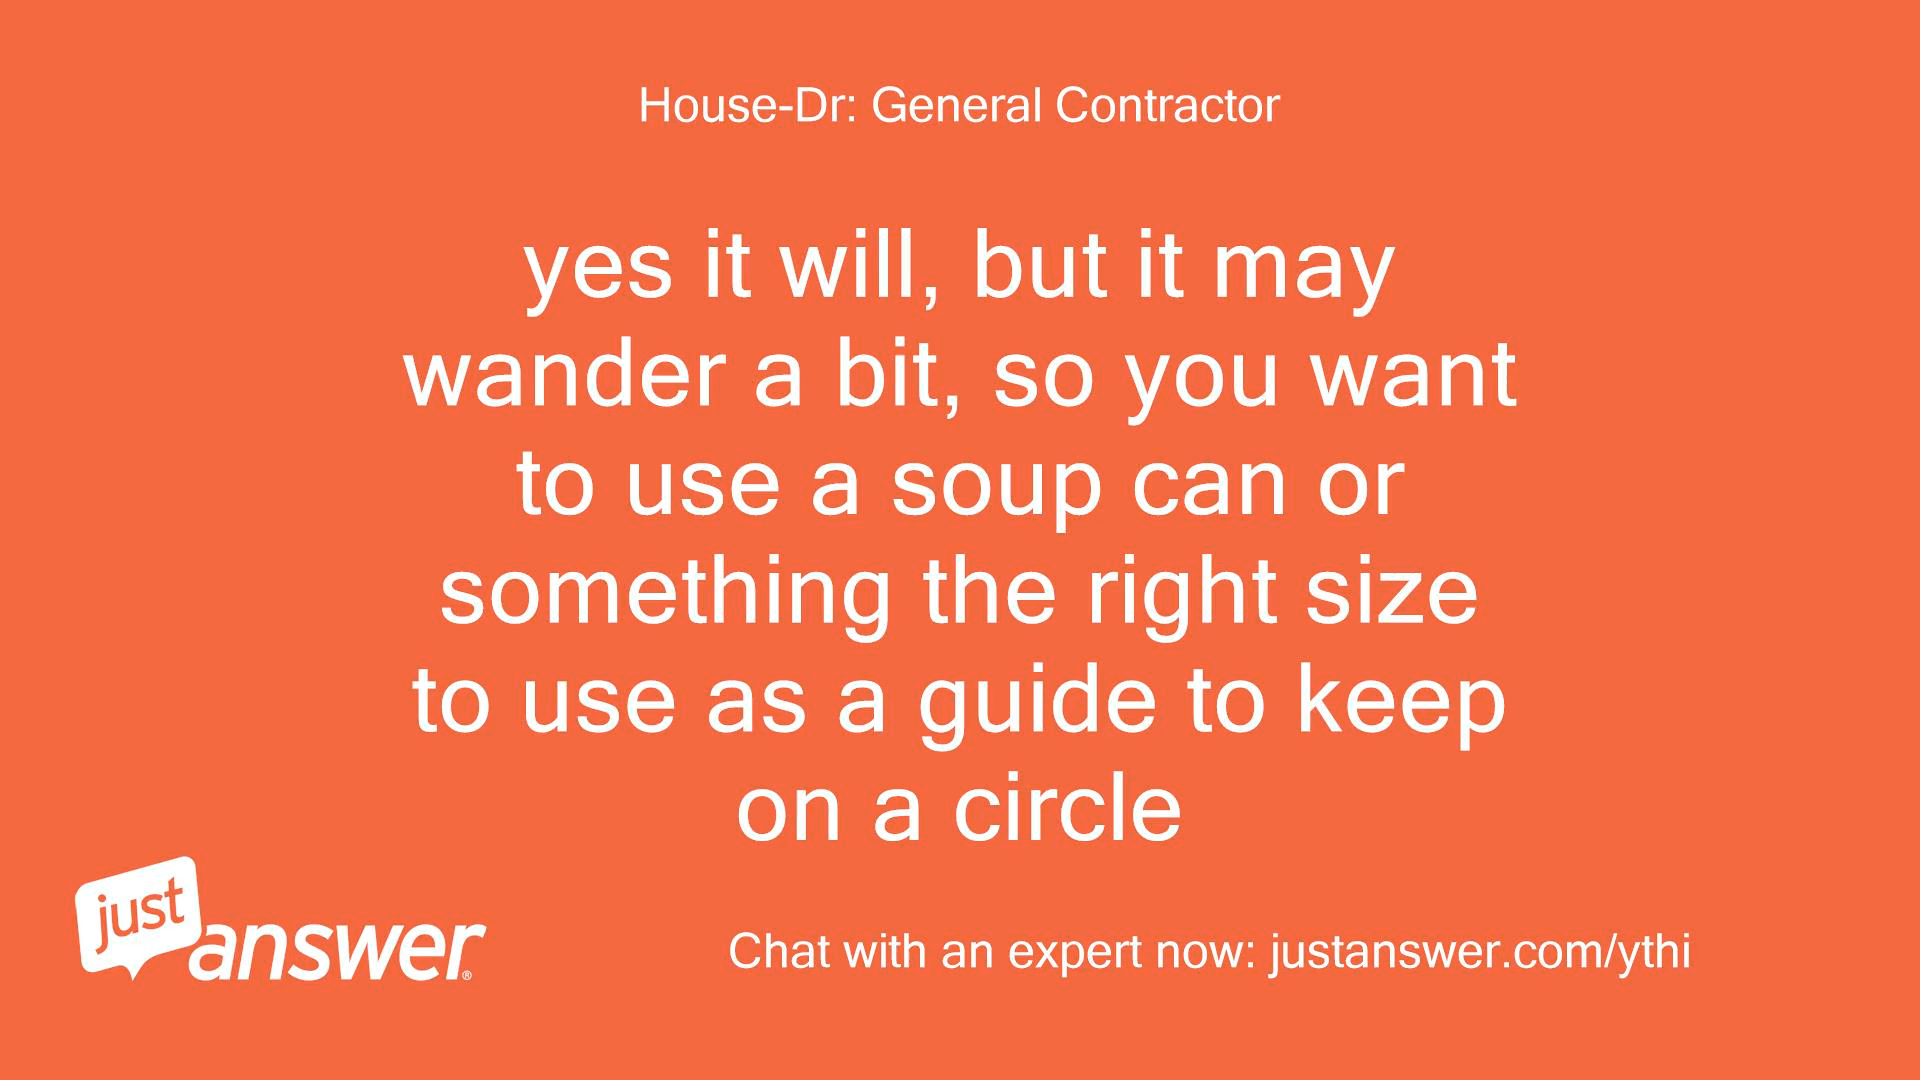 House-Dr: General Contractor
yes it will, but it may
wander a bit, so you want
to use a soup can or
something the right size
to use as a guide to keep
on a circle
just
answer®
Chat with an expert now: justanswer.com/ythi